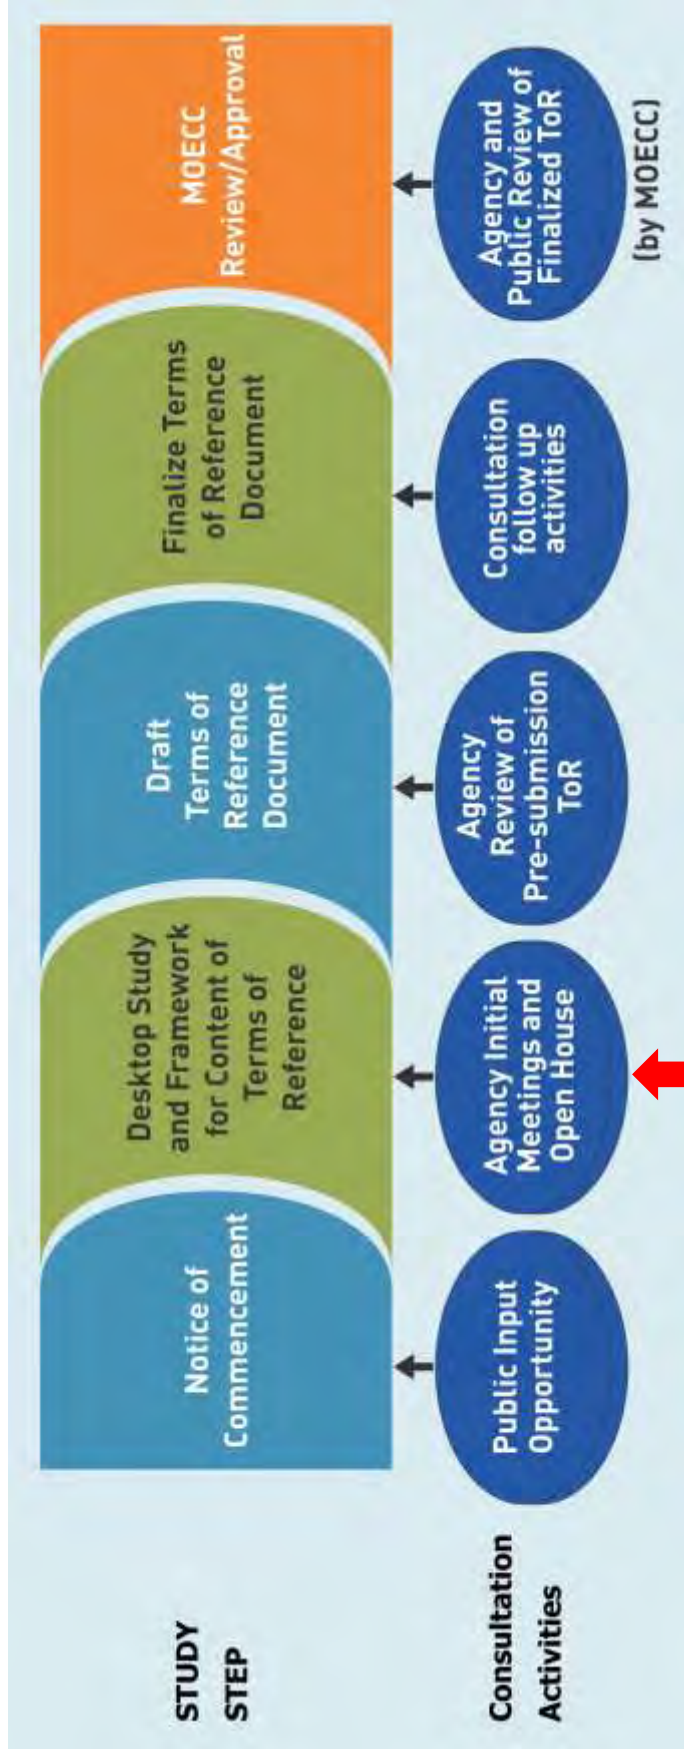 STUDY
STEP
Notice of
Commencement
Desktop Study
and Framework
for Content of
Terms of
Reference
Draft
Terms of
Reference
Document
Finalize Terms
of Reference
Document
MOECC
Review/Approval
Consultation
Activities
Public Input
Opportunity
Agency Initial
Meetings and
Open House
Agency
Review of
Pre-submission
ToR
Consultation
follow up
activities
Agency and
Public Review of
Finalized ToR
(by MOECC)